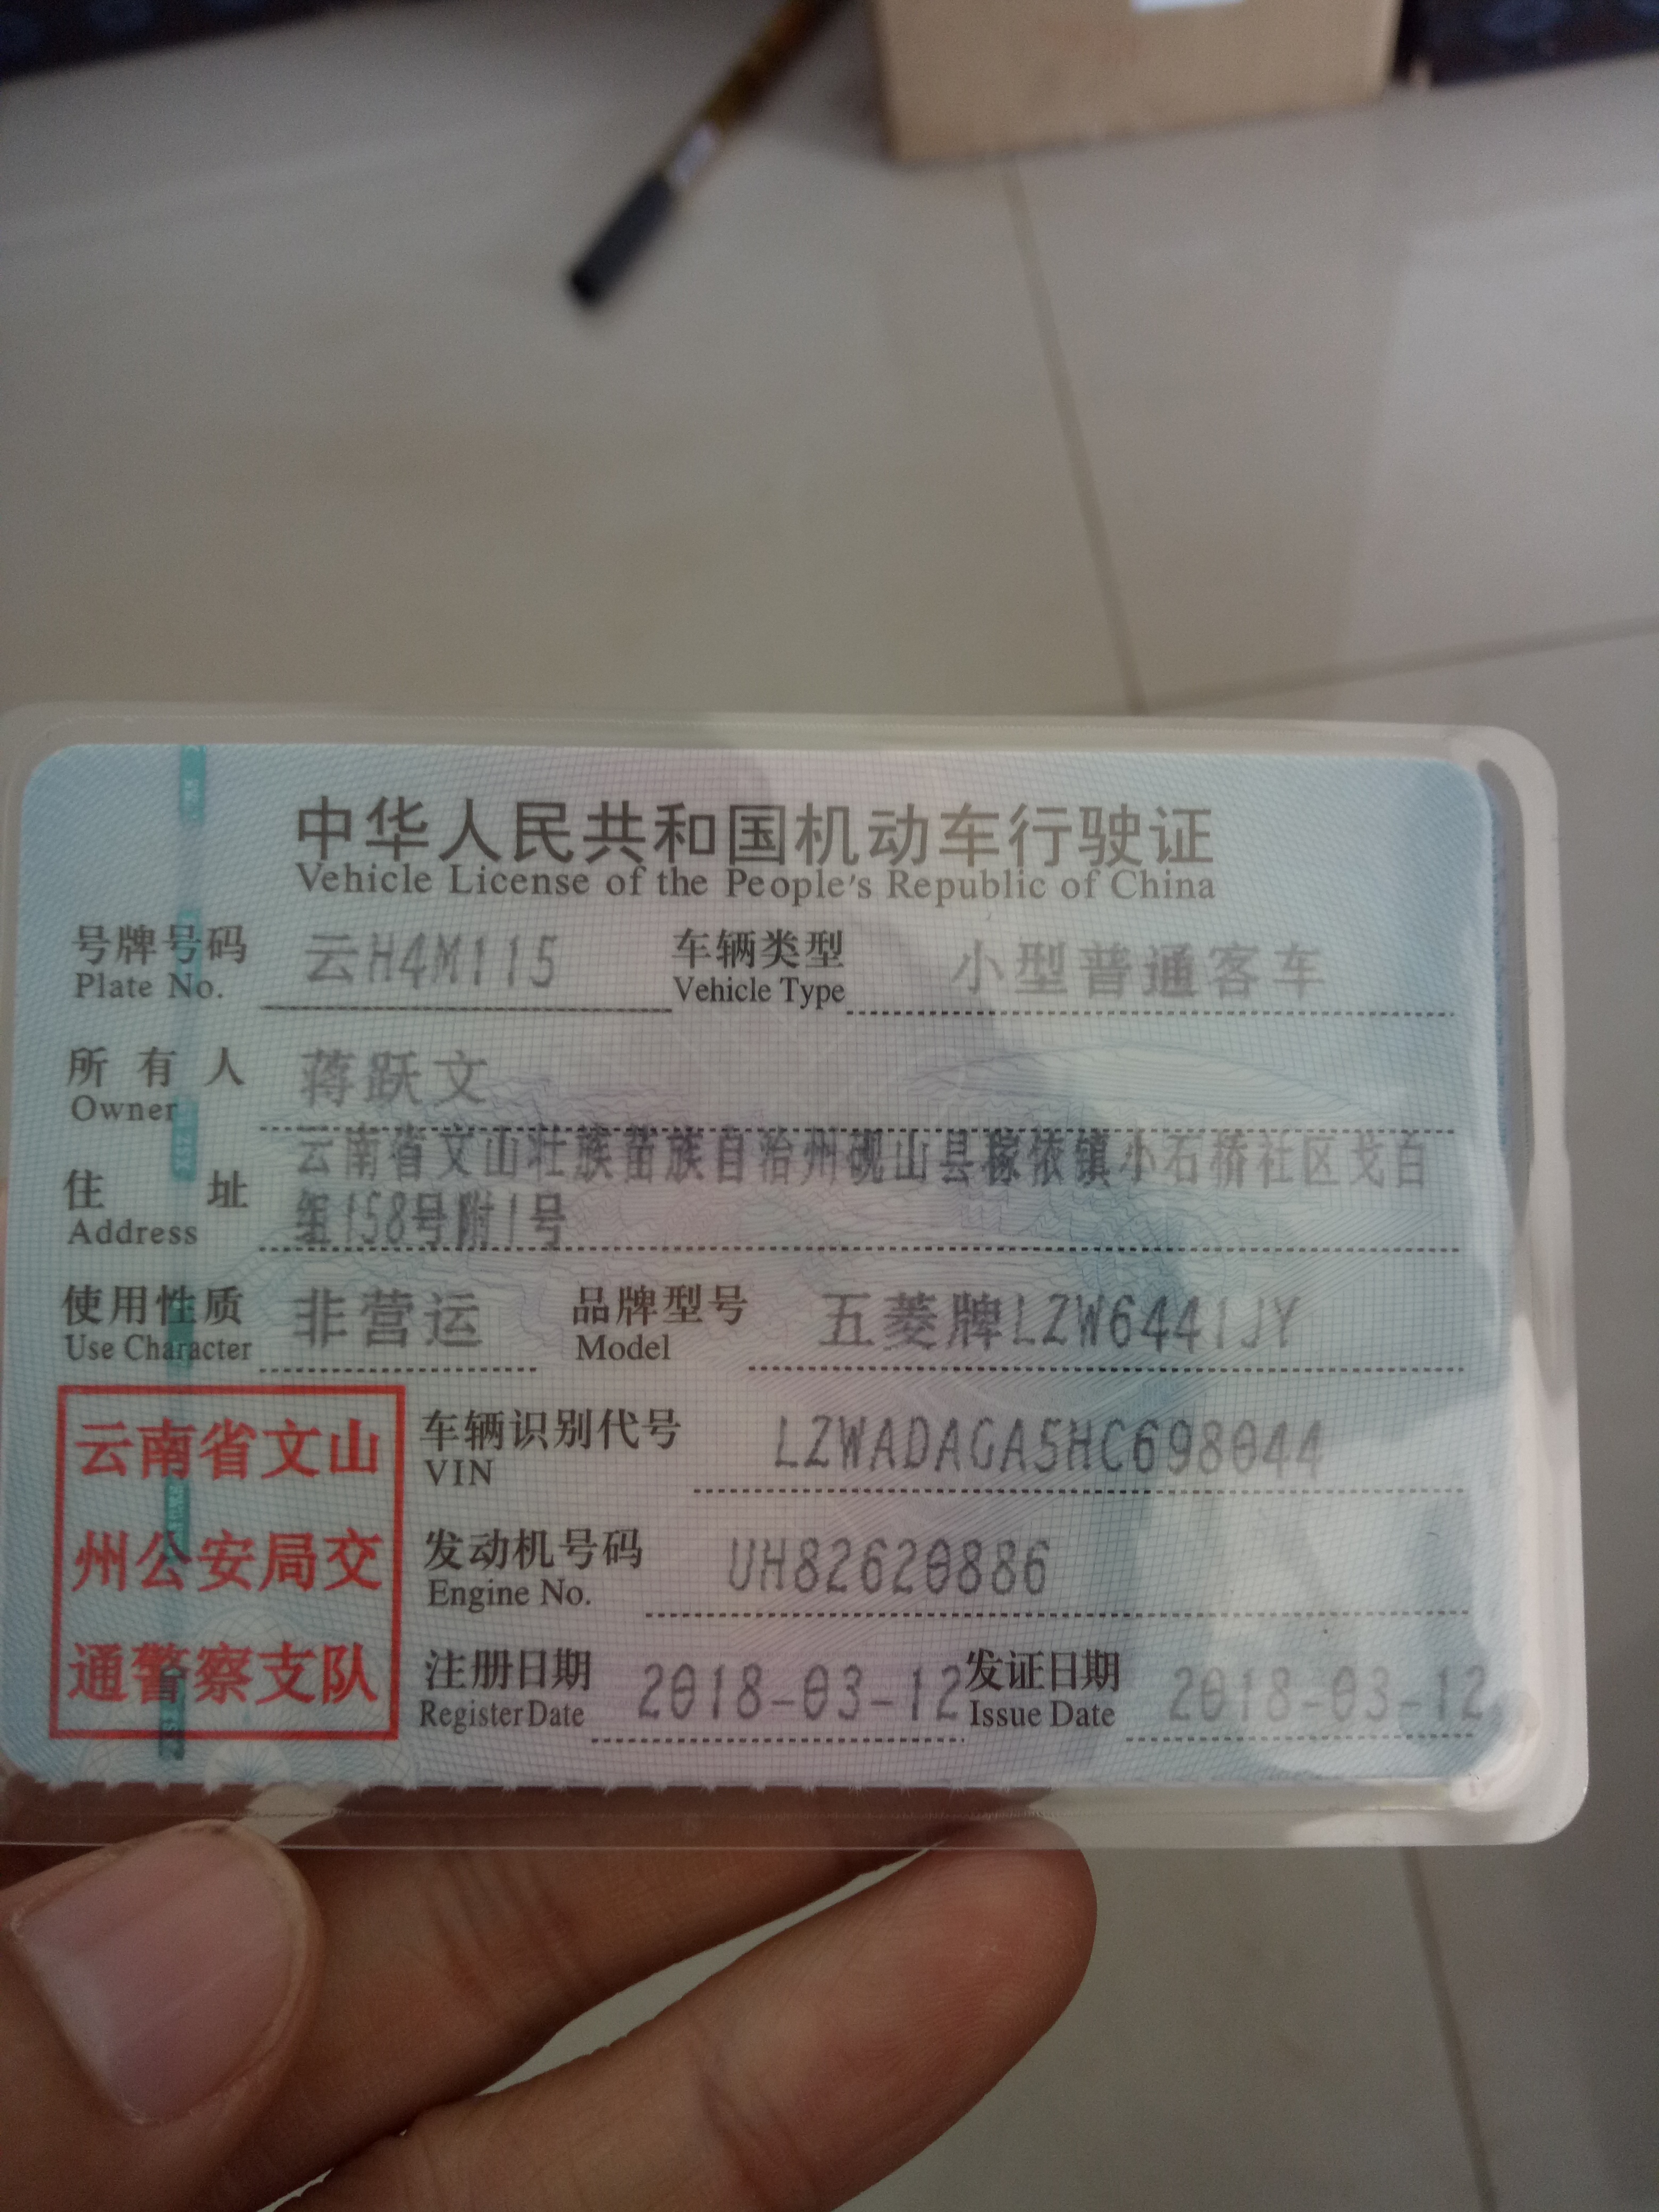 中华人民共和国机动车行驶证
Vehicle License of the People's Republic of China
号牌号码 云H4M115 车辆类型 小型普通客车
Plate No. Vehicle Type
所有人 蒋跃文
Owner
云南省文山壮族苗族自治州砚山县稼依镇小石桥社区戈百
住址 组158号附1号
Address
使用性质 非营运 品牌型号 五菱牌LZW6441JY
Use Character Model
云南省文山
州公安局交
通警察支队
车辆识别代号 LZWADAGA5HC698044
VIN
发动机号码 UH82620886
Engine No.
注册日期 2018-03-12 发证日期 2018-03-12
Register Date Issue Date